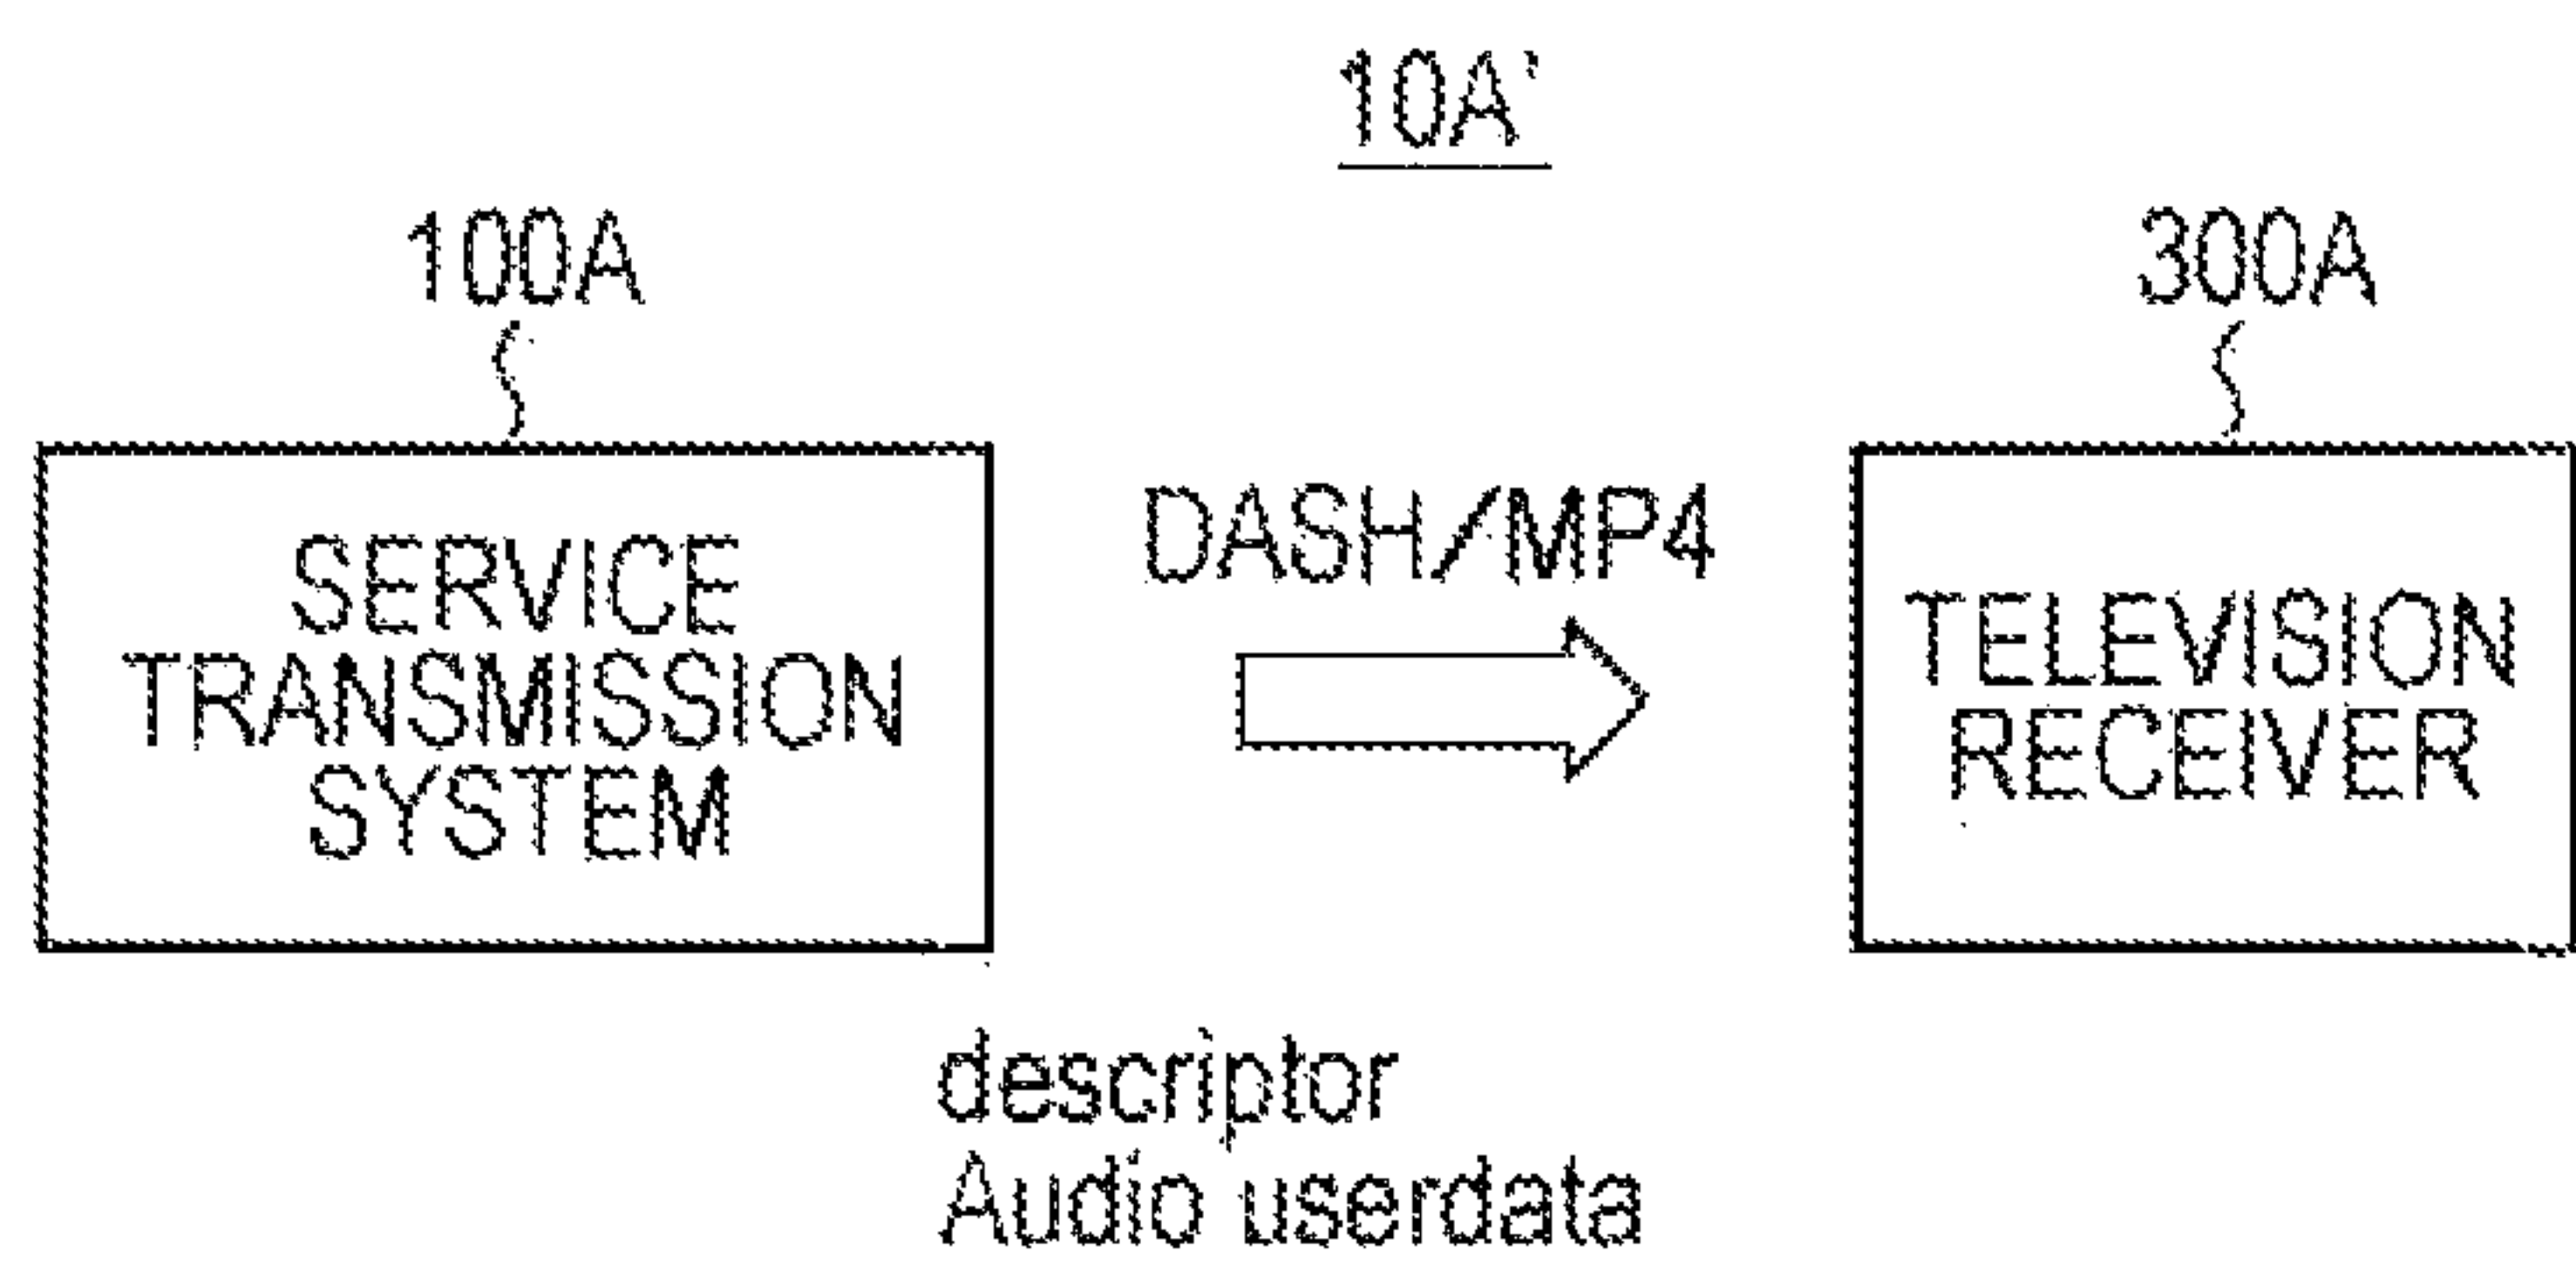 10A'
100A
300A
DASH/MP4
SERVICE
TRANSMISSION
SYSTEM
TELEVISION
RECEIVER
descriptor
Audio userdata